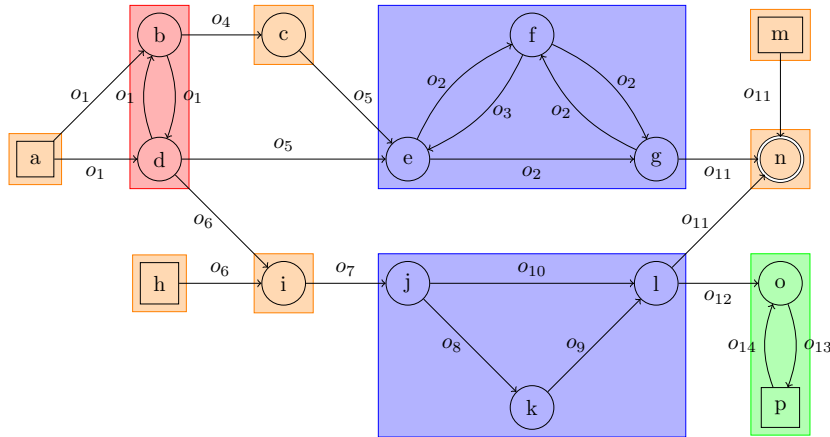 b o₄ c f m
o₁ o₁ o₁ o₅ o₂ o₃ o₂ o₂ o₁₁
a o₁ d o₅ e o₂ g o₁₁ n
o₆ o₁₁
h o₆ i o₇ j o₁₀ l o₁₂ o
o₈ o₉ o₁₄ o₁₃
k p